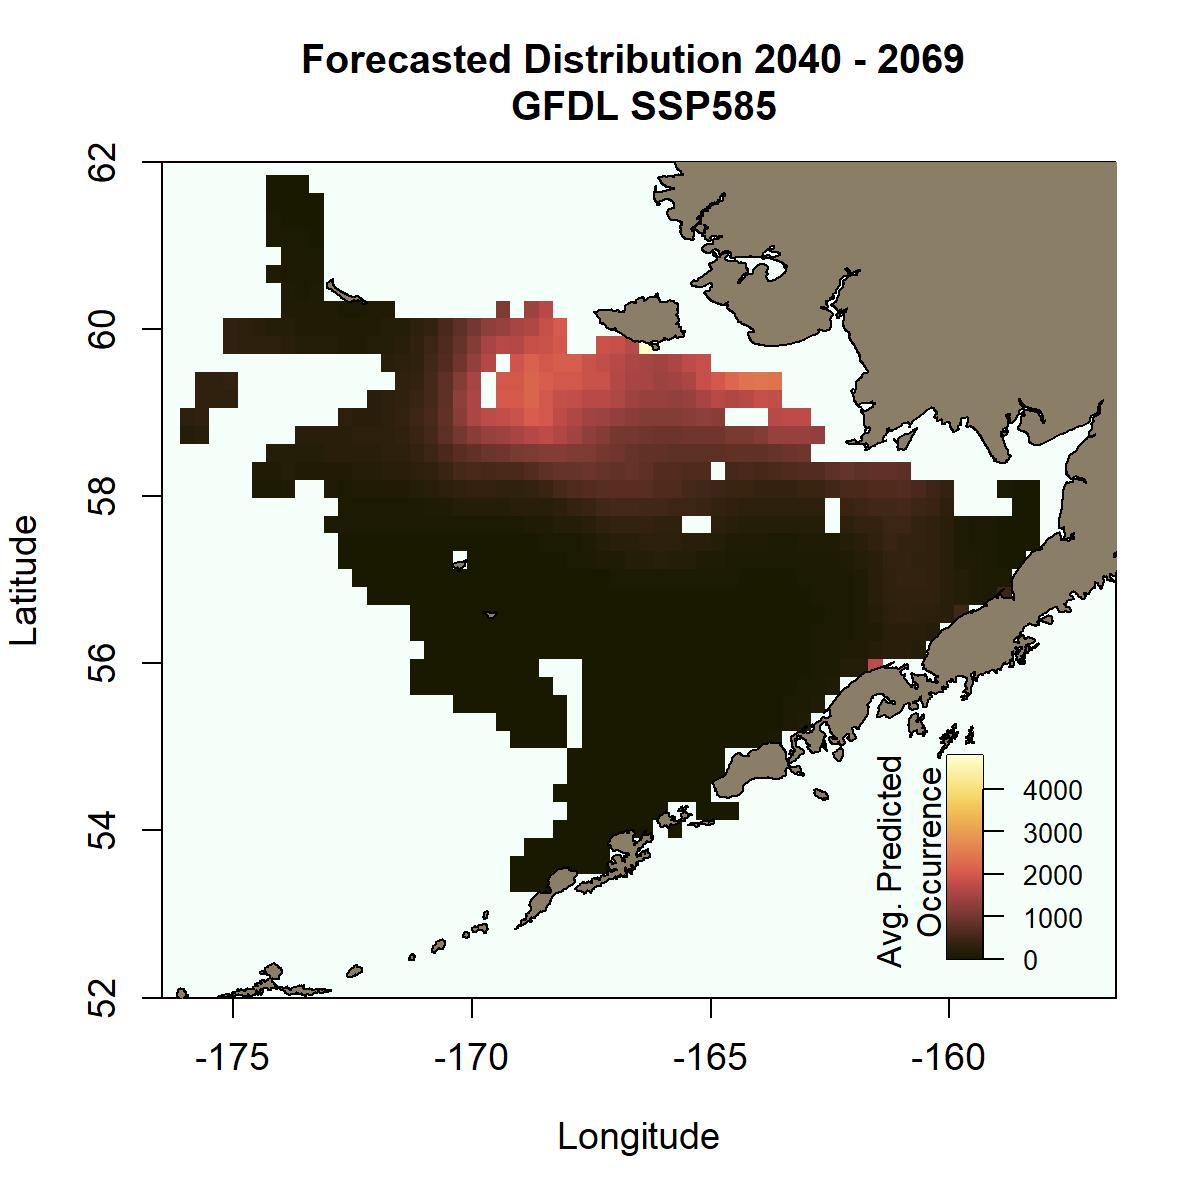 Forecasted Distribution 2040 - 2069
GFDL SSP585
62
60
58
56
54
52
Latitude
-175
-170
-165
-160
Longitude
Avg. Predicted
Occurrence
4000
3000
2000
1000
0